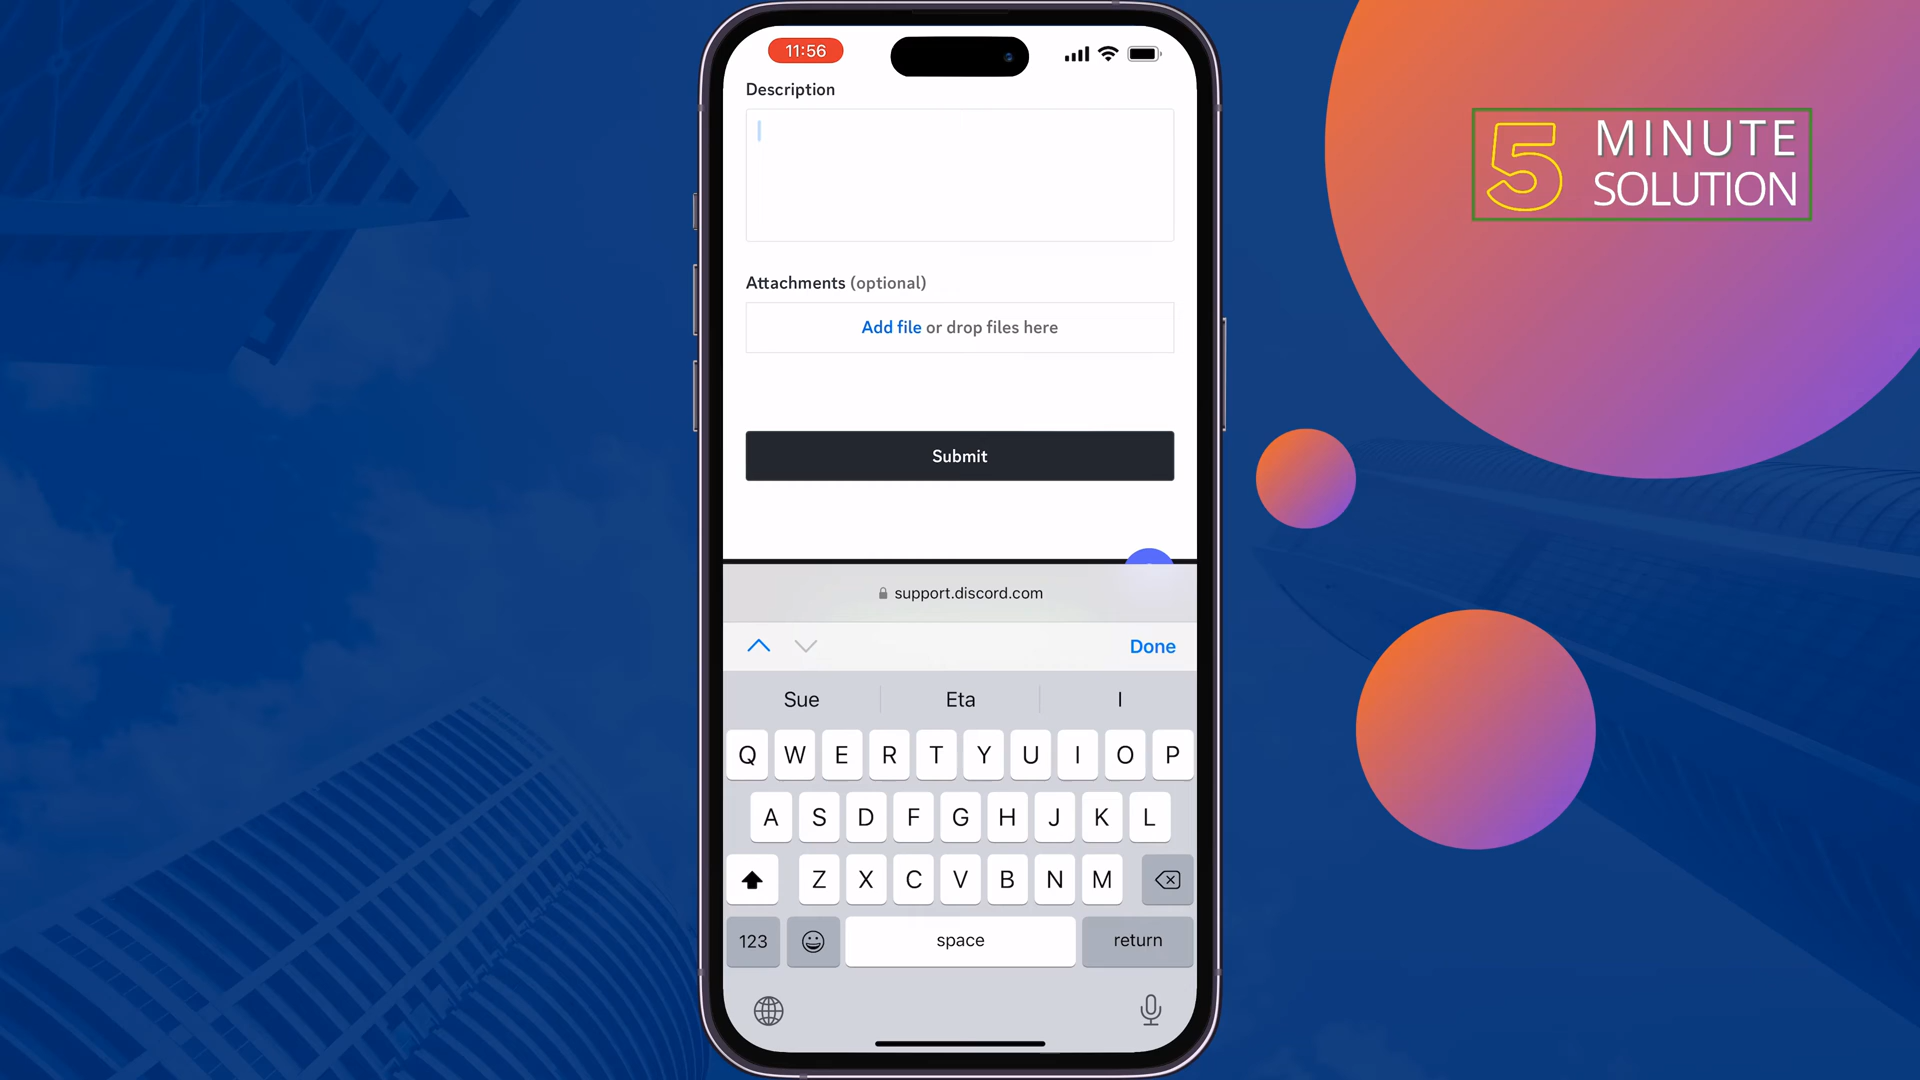 11:56
Description
Attachments (optional)
Add file or drop files here
Submit
support.discord.com
Done
Sue Eta I
Q W E R T Y U I O P
A S D F G H J K L
Z X C V B N M
123 space return
5 MINUTE
SOLUTION